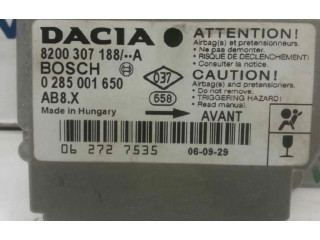 DACIA
8200 307 188/--A
BOSCH
0 285 001 650
AB8.X
Made in Hungary
037
558
ATTENTION!
Airbag(s) et pretensionneurs.
Ne pas démonter.
RISQUE de DECLENCHEMENT!
Consulter la notice.
CAUTION!
Airbag(s) and pretensioners.
Do not remove.
TRIGGERING HAZARD!
Read manual.
AVANT
06 272 7535
06-09-29